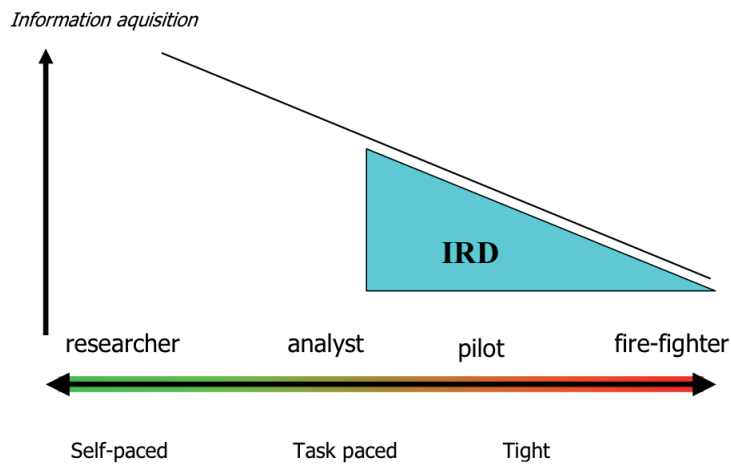 Information aquisition
IRD
researcher analyst pilot fire-fighter
Self-paced Task paced Tight